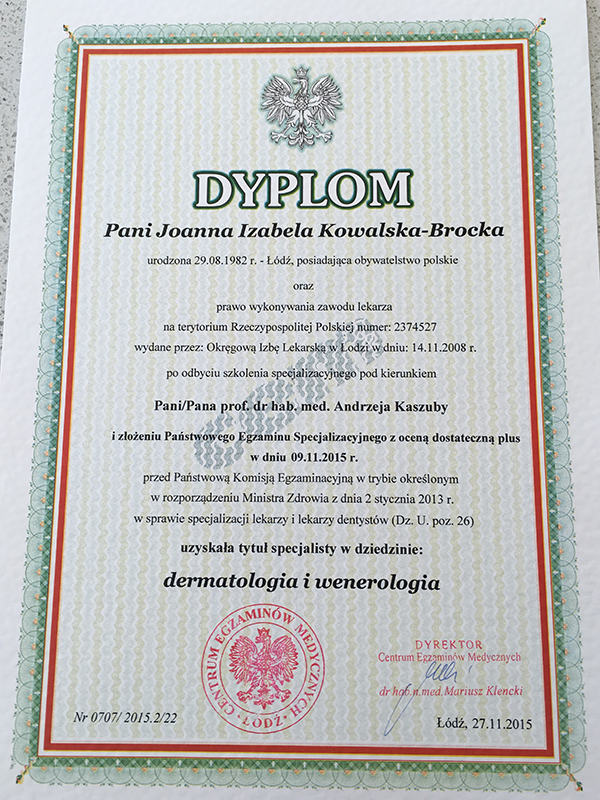 DYPLOM
Pani Joanna Izabela Kowalska-Brocka
urodzona 29.08.1982 r. - Łódź, posiadająca obywatelstwo polskie
oraz
prawo wykonywania zawodu lekarza
na terytorium Rzeczypospolitej Polskiej numer: 2374527
wydane przez: Okręgową Izbę Lekarską w Łodzi w dniu: 14.11.2008 r.
po odbyciu szkolenia specjalizacyjnego pod kierunkiem
Pani/Pana prof. dr hab. med. Andrzeja Kaszuby
i złożeniu Państwowego Egzaminu Specjalizacyjnego z oceną dostateczną plus
w dniu 09.11.2015 r.
przed Państwową Komisją Egzaminacyjną w trybie określonym
w rozporządzeniu Ministra Zdrowia z dnia 2 stycznia 2013 r.
w sprawie specjalizacji lekarzy i lekarzy dentystów (Dz. U. poz. 26)
uzyskała tytuł specjalisty w dziedzinie:
dermatologia i wenerologia
CENTRUM EGZAMINÓW MEDYCZNYCH
ŁÓDŹ
DYREKTOR
Centrum Egzaminów Medycznych
dr hab.n.med. Mariusz Klencki
Nr 0707/ 2015.2/22
Łódź, 27.11.2015